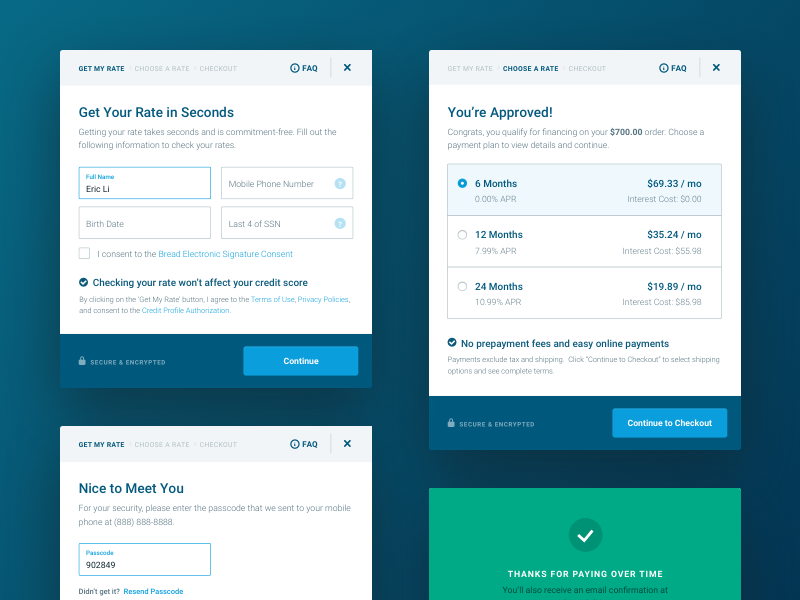 GET MY RATE CHOOSE A RATE CHECKOUT FAQ
Get Your Rate in Seconds
Getting your rate takes seconds and is commitment-free. Fill out the
following information to check your rates.
Full Name
Eric Li
Mobile Phone Number ?
Birth Date
Last 4 of SSN ?
I consent to the Bread Electronic Signature Consent
Checking your rate won't affect your credit score
By clicking on the 'Get My Rate' button, I agree to the Terms of Use, Privacy Policies,
and consent to the Credit Profile Authorization.
SECURE & ENCRYPTED
Continue
GET MY RATE CHOOSE A RATE CHECKOUT FAQ
Nice to Meet You
For your security, please enter the passcode that we sent to your mobile
phone at (888) 888-8888.
Passcode
902849
Didn't get it? Resend Passcode
GET MY RATE CHOOSE A RATE CHECKOUT FAQ
You're Approved!
Congrats, you qualify for financing on your $700.00 order. Choose a
payment plan to view details and continue.
6 Months $69.33 / mo
0.00% APR Interest Cost: $0.00
12 Months $35.24 / mo
7.99% APR Interest Cost: $55.98
24 Months $19.89 / mo
10.99% APR Interest Cost: $85.98
No prepayment fees and easy online payments
Payments exclude tax and shipping. Click "Continue to Checkout" to select shipping
options and see complete terms.
SECURE & ENCRYPTED
Continue to Checkout
THANKS FOR PAYING OVER TIME
You'll also receive an email confirmation at